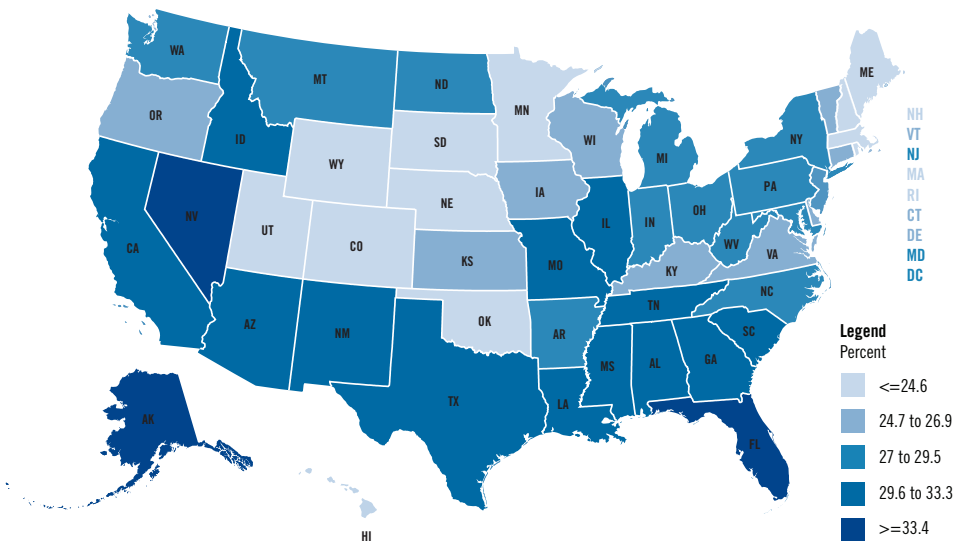 WA
MT
ND
MN
ME
OR
ID
SD
WI
MI
NY
WY
IA
PA
NE
NV
UT
CO
IL
IN
OH
WV
VA
CA
KS
MO
KY
NC
AZ
NM
OK
AR
TN
SC
MS
AL
GA
TX
LA
AK
FL
HI
NH
VT
NJ
MA
RI
CT
DE
MD
DC
Legend
Percent
<=24.6
24.7 to 26.9
27 to 29.5
29.6 to 33.3
>=33.4